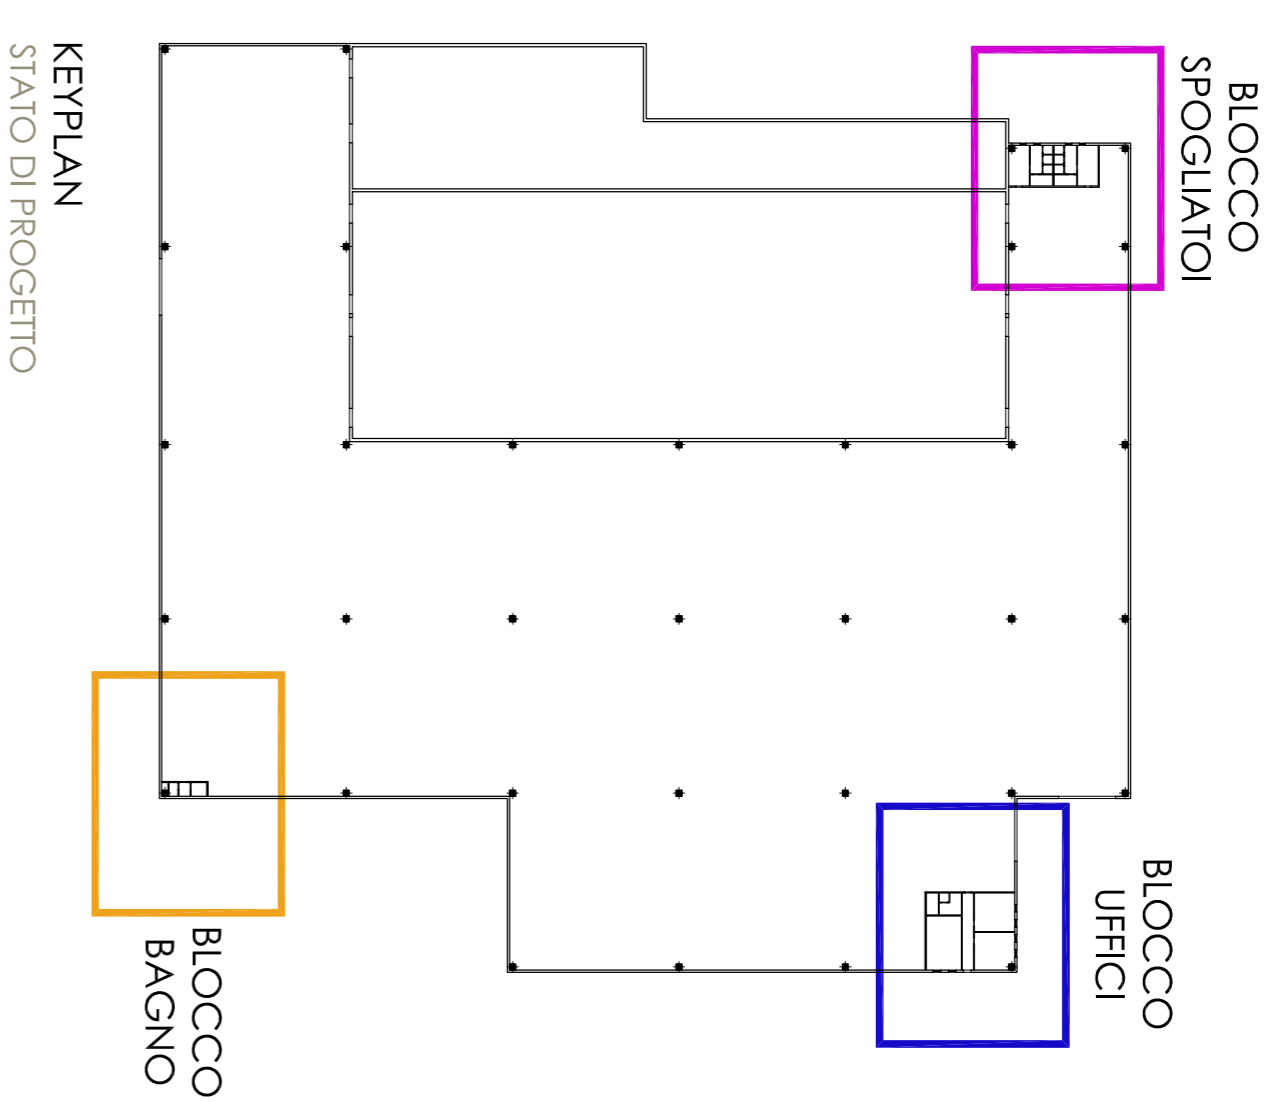 BLOCCO
SPOGLIATOI
BLOCCO
UFFICI
BLOCCO
BAGNO
KEYPLAN
STATO DI PROGETTO